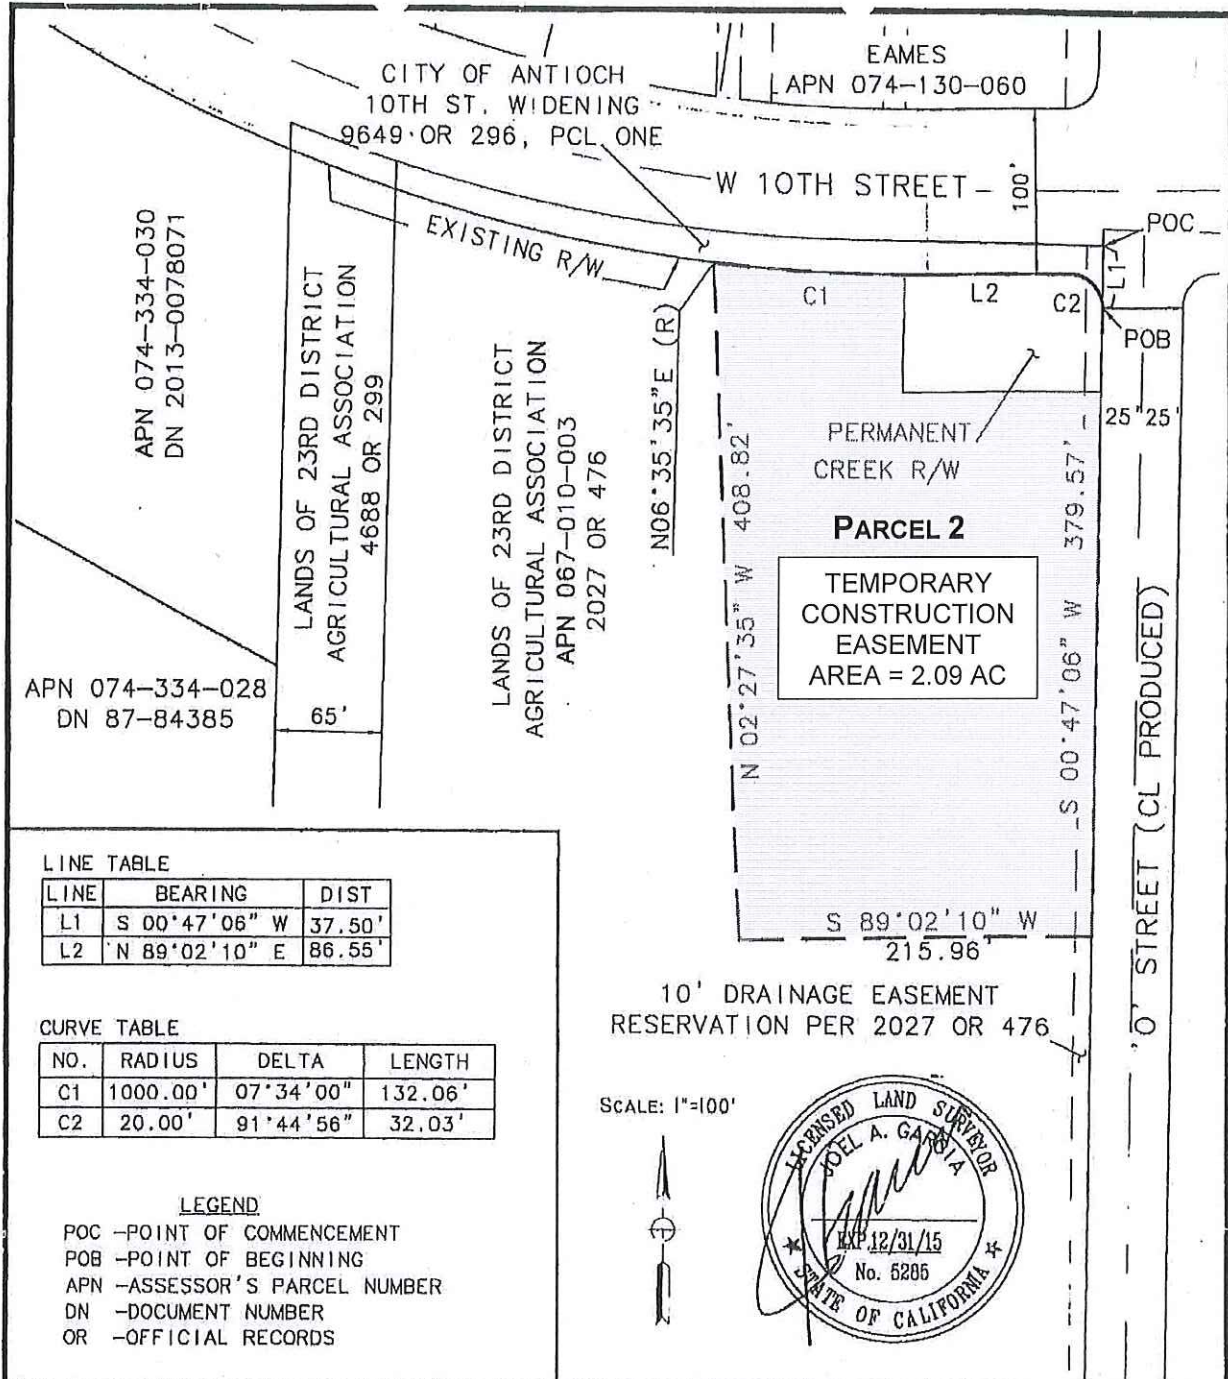 CITY OF ANTIOCH
10TH ST. WIDENING
9649 OR 296, PCL ONE
EAMES
APN 074-130-060
W 10TH STREET
100'
POC
L1
POB
25' 25'
EXISTING R/W
APN 074-334-030
DN 2013-0078071
LANDS OF 23RD DISTRICT
AGRICULTURAL ASSOCIATION
4688 OR 299
LANDS OF 23RD DISTRICT
AGRICULTURAL ASSOCIATION
APN 067-010-003
2027 OR 476
N06°35'35"E (R)
C1
L2
C2
PERMANENT
CREEK R/W
PARCEL 2
TEMPORARY
CONSTRUCTION
EASEMENT
AREA = 2.09 AC
N 02°27'35" W 408.82'
S 00°47'06" W 379.57'
S 89°02'10" W
215.96'
'O' STREET (CL PRODUCED)
APN 074-334-028
DN 87-84385
65'
10' DRAINAGE EASEMENT
RESERVATION PER 2027 OR 476
LINE TABLE
LINE BEARING DIST
L1 S 00°47'06" W 37.50'
L2 N 89°02'10" E 86.55'
CURVE TABLE
NO. RADIUS DELTA LENGTH
C1 1000.00' 07°34'00" 132.06'
C2 20.00' 91°44'56" 32.03'
LEGEND
POC -POINT OF COMMENCEMENT
POB -POINT OF BEGINNING
APN -ASSESSOR'S PARCEL NUMBER
DN -DOCUMENT NUMBER
OR -OFFICIAL RECORDS
SCALE: 1"=100'
LICENSED LAND SURVEYOR
JOEL A. GARCIA
EXP.12/31/15
No. 5285
STATE OF CALIFORNIA